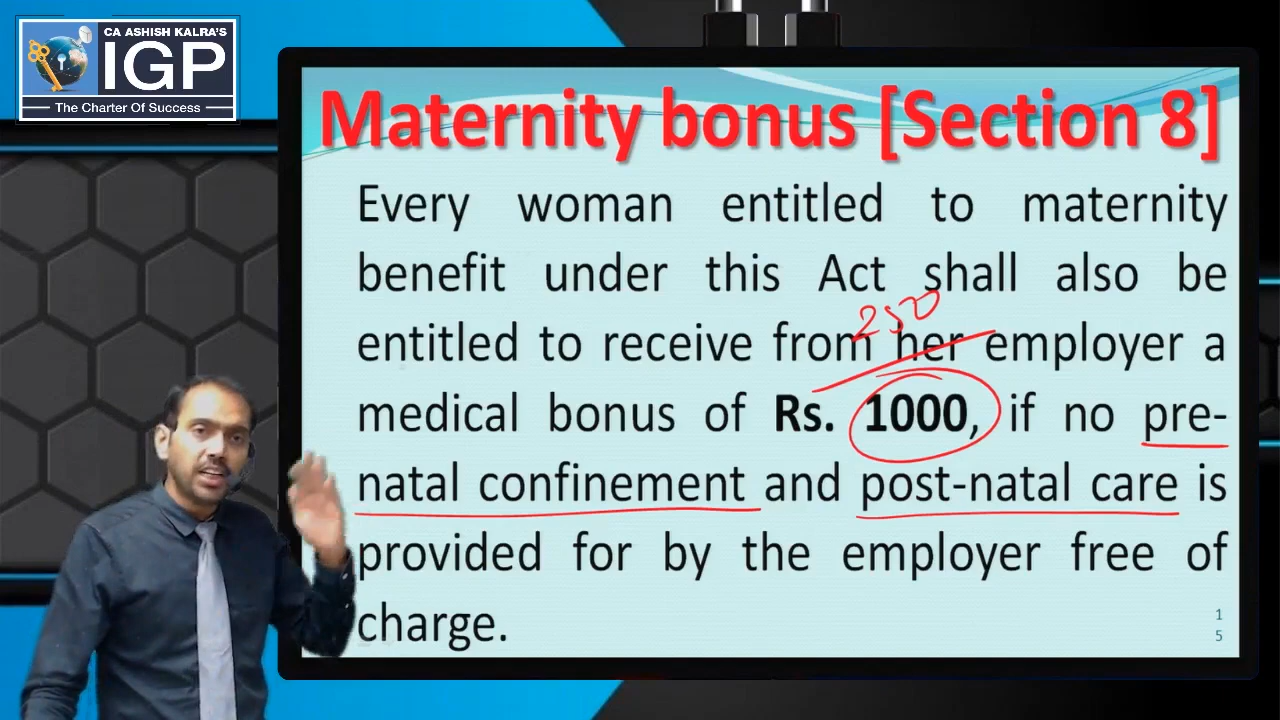 CA ASHISH KALRA'S
IGP
The Charter Of Success
Maternity bonus [Section 8]
Every woman entitled to maternity
benefit under this Act shall also be
250
entitled to receive from her employer a
medical bonus of Rs. 1000, if no pre-
natal confinement and post-natal care is
provided for by the employer free of
charge.
1
5